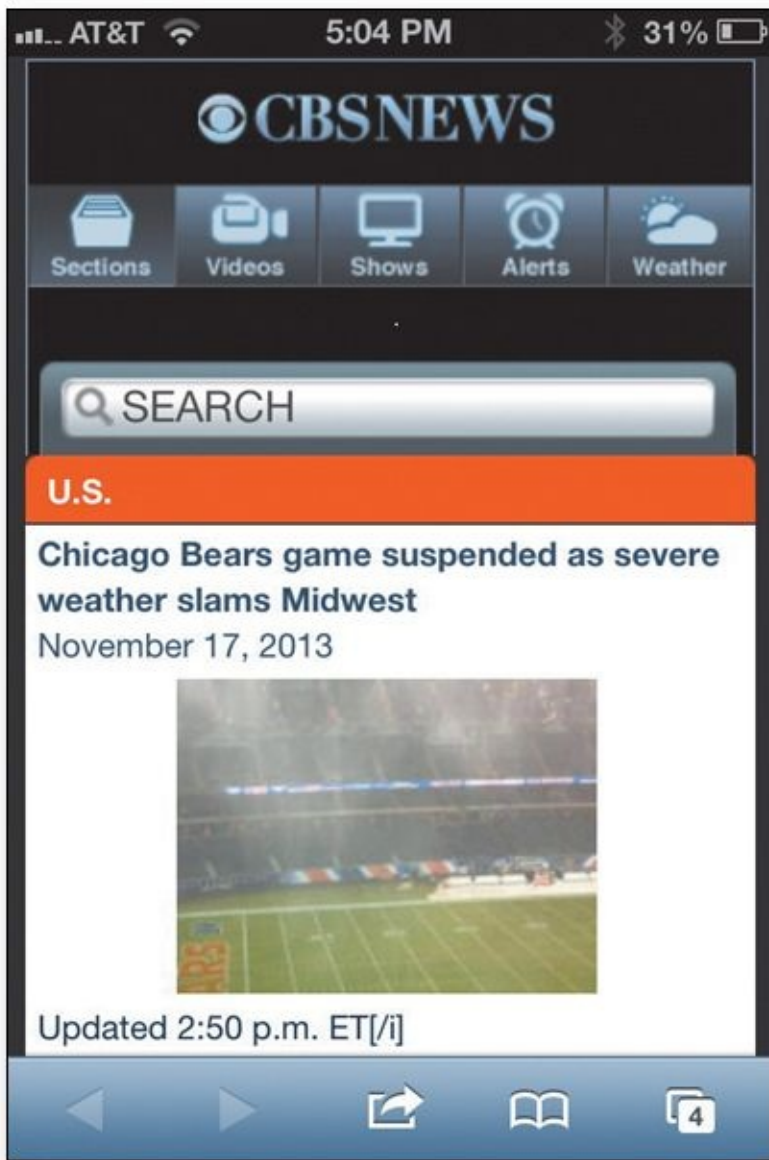 AT&T 5:04 PM 31%
CBSNEWS
Sections Videos Shows Alerts Weather
SEARCH
U.S.
Chicago Bears game suspended as severe
weather slams Midwest
November 17, 2013
ARS
Updated 2:50 p.m. ET[/i]
4